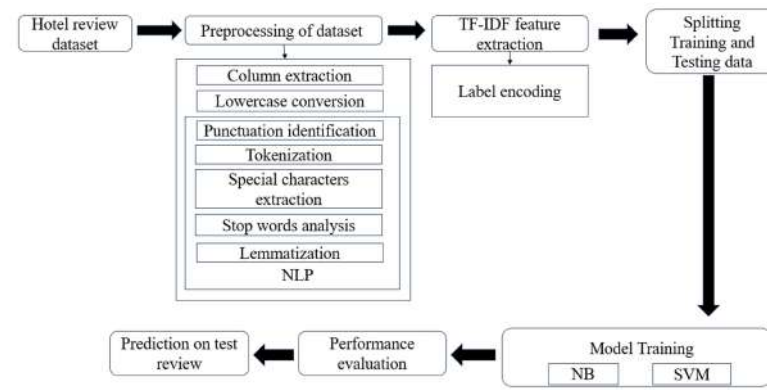 Hotel review
dataset
Preprocessing of dataset
TF-IDF feature
extraction
Splitting
Training and
Testing data
Column extraction
Lowercase conversion
Punctuation identification
Tokenization
Special characters
extraction
Stop words analysis
Lemmatization
NLP
Label encoding
Model Training
NB
SVM
Performance
evaluation
Prediction on test
review